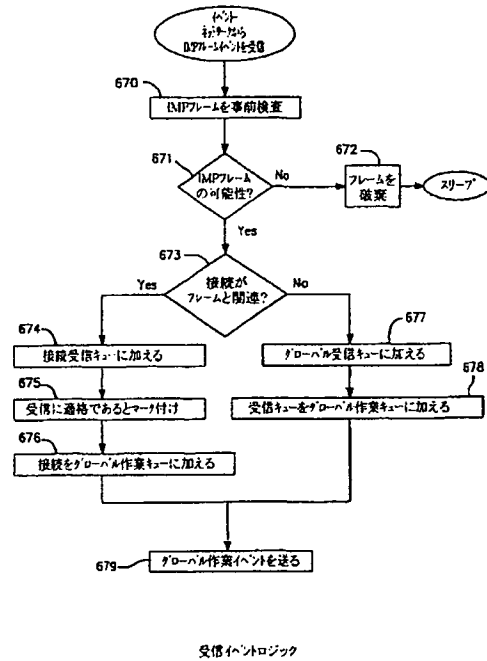 イベント
ネットワークから
IMPフレームイベントを受信
670
IMPフレームを事前検査
671
IMPフレーム
の可能性?
No
672
フレームを
破棄
スリープ
Yes
673
接続が
フレームと関連?
Yes
No
674
接続受信キューに加える
677
グローバル受信キューに加える
675
受信に適格であるとマーク付け
678
受信キューをグローバル作業キューに加える
676
接続をグローバル作業キューに加える
679
グローバル作業イベントを送る
受信イベントロジック